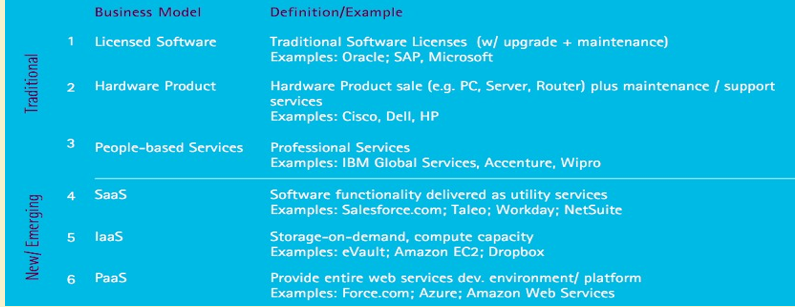 Business Model Definition/Example
Traditional
1 Licensed Software Traditional Software Licenses (w/ upgrade + maintenance)
Examples: Oracle; SAP, Microsoft
2 Hardware Product Hardware Product sale (e.g. PC, Server, Router) plus maintenance / support
services
Examples: Cisco, Dell, HP
3 People-based Services Professional Services
Examples: IBM Global Services, Accenture, Wipro
New/ Emerging
4 SaaS Software functionality delivered as utility services
Examples: Salesforce.com; Taleo; Workday; NetSuite
5 IaaS Storage-on-demand, compute capacity
Examples: eVault; Amazon EC2; Dropbox
6 PaaS Provide entire web services dev. environment/ platform
Examples: Force.com; Azure; Amazon Web Services